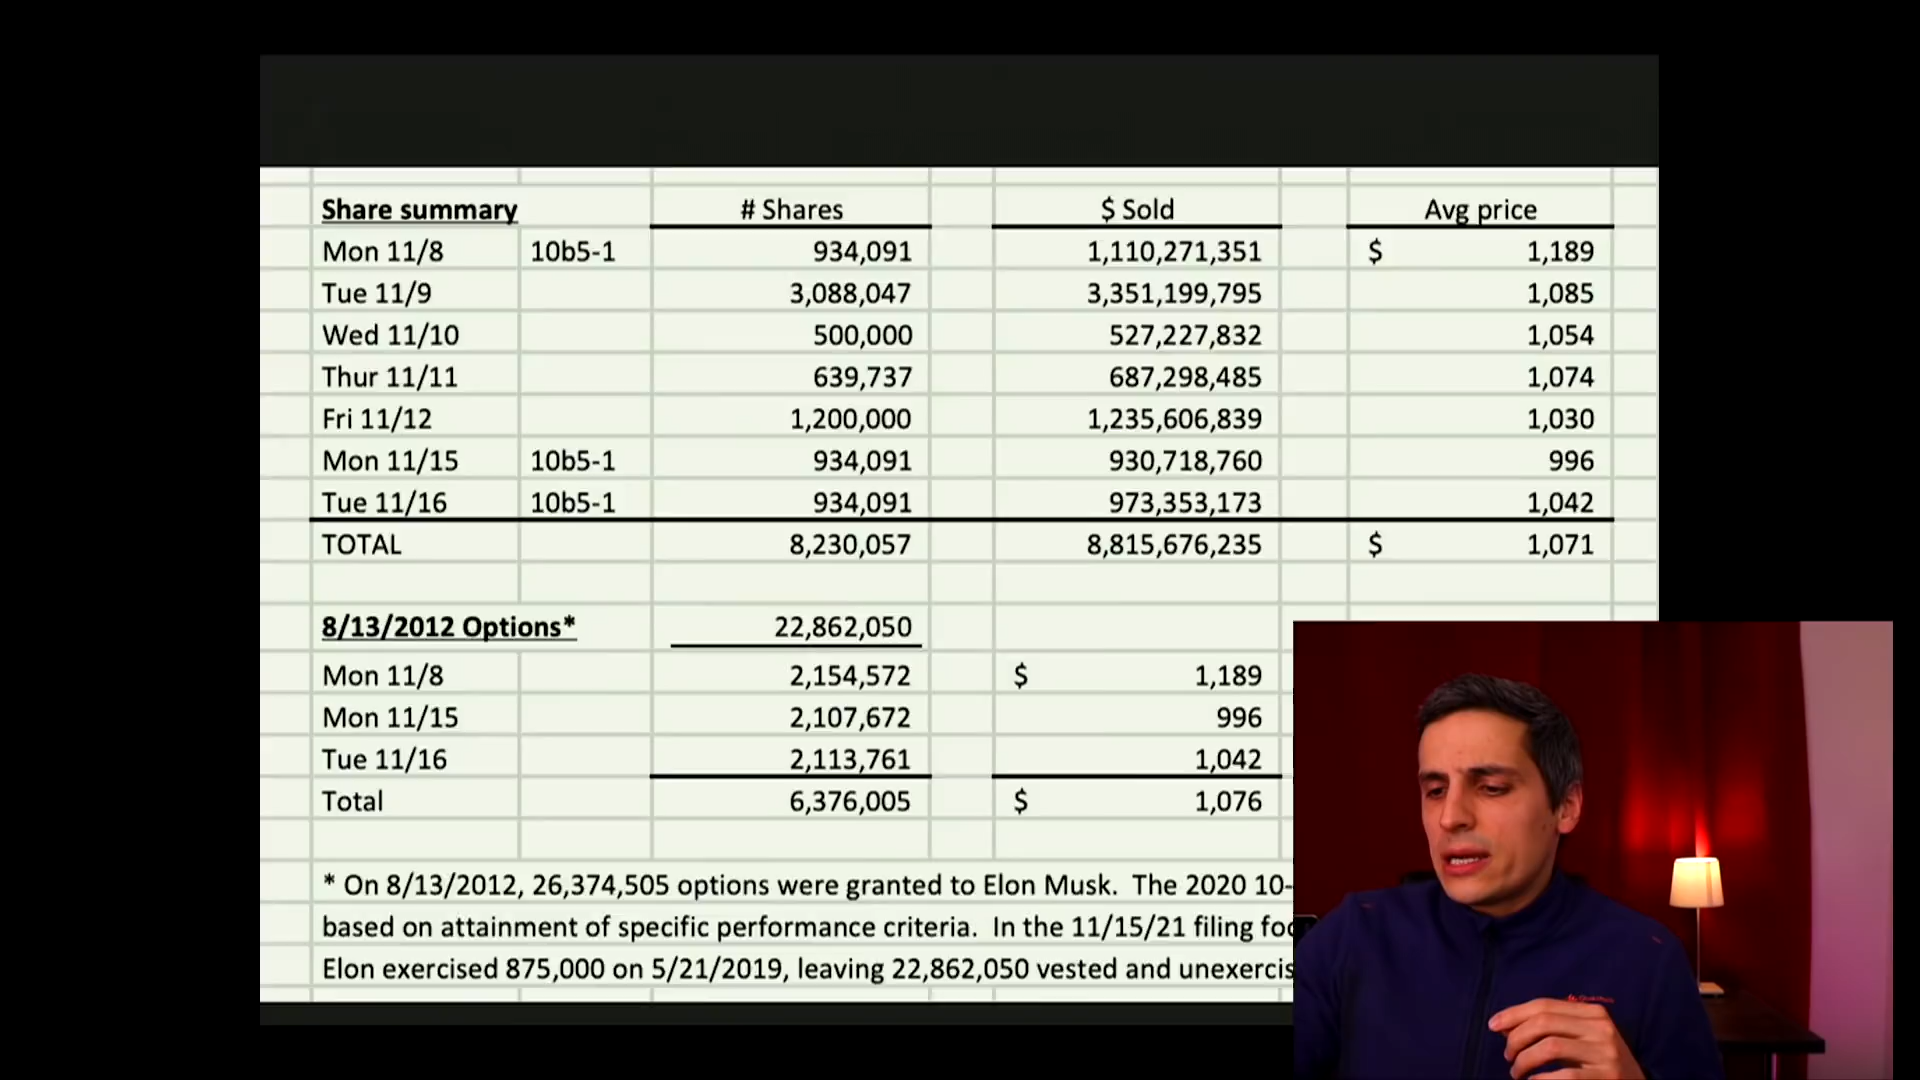 Share summary # Shares $ Sold Avg price
Mon 11/8 10b5-1 934,091 1,110,271,351 $ 1,189
Tue 11/9 3,088,047 3,351,199,795 1,085
Wed 11/10 500,000 527,227,832 1,054
Thur 11/11 639,737 687,298,485 1,074
Fri 11/12 1,200,000 1,235,606,839 1,030
Mon 11/15 10b5-1 934,091 930,718,760 996
Tue 11/16 10b5-1 934,091 973,353,173 1,042
TOTAL 8,230,057 8,815,676,235 $ 1,071
8/13/2012 Options* 22,862,050
Mon 11/8 2,154,572 $ 1,189
Mon 11/15 2,107,672 996
Tue 11/16 2,113,761 1,042
Total 6,376,005 $ 1,076
* On 8/13/2012, 26,374,505 options were granted to Elon Musk. The 2020 10-
based on attainment of specific performance criteria. In the 11/15/21 filing
Elon exercised 875,000 on 5/21/2019, leaving 22,862,050 vested and